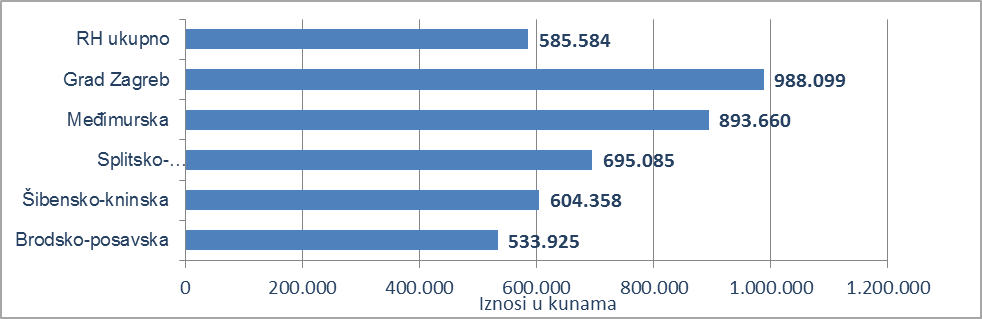 RH ukupno 585.584
Grad Zagreb 988.099
Međimurska 893.660
Splitsko-… 695.085
Šibensko-kninska 604.358
Brodsko-posavska 533.925
0 200.000 400.000 600.000 800.000 1.000.000 1.200.000
Iznosi u kunama